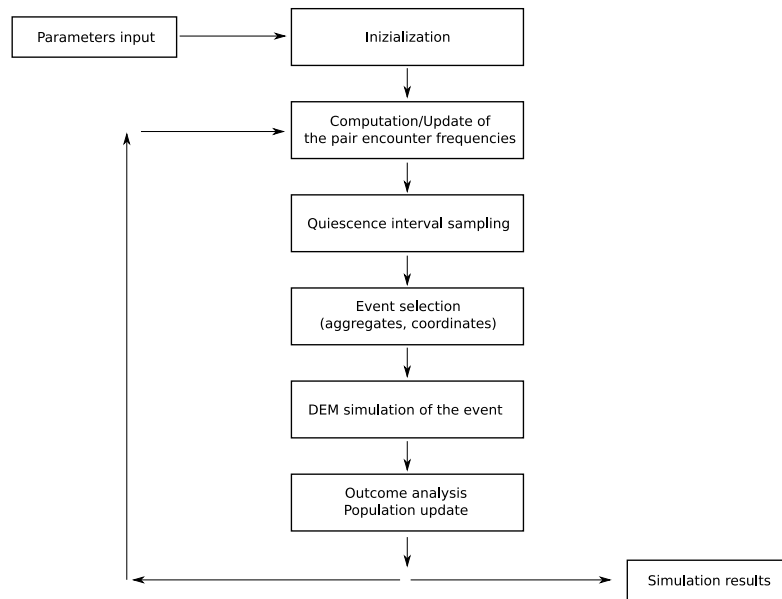 Parameters input
Inizialization
Computation/Update of
the pair encounter frequencies
Quiescence interval sampling
Event selection
(aggregates, coordinates)
DEM simulation of the event
Outcome analysis
Population update
Simulation results